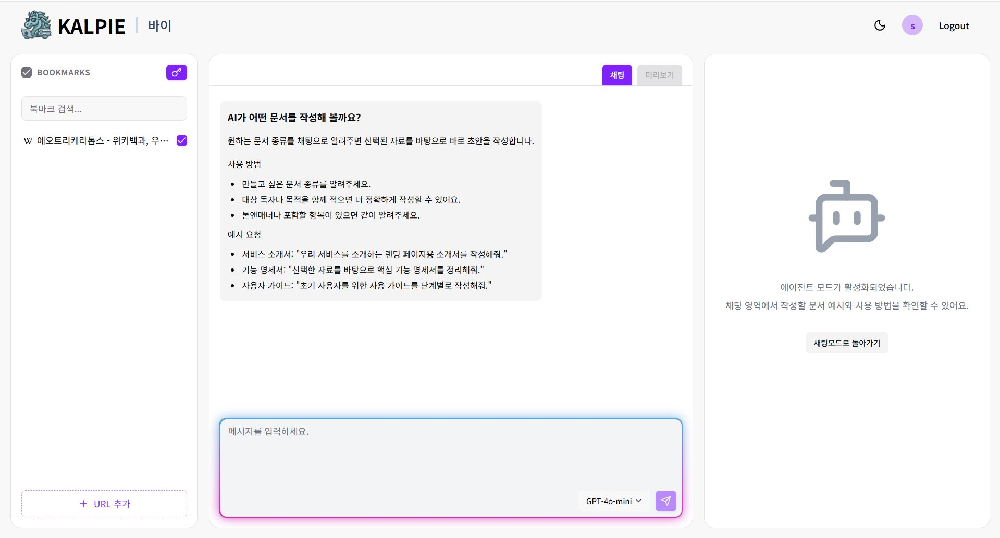 KALPIE
바이
s
Logout
BOOKMARKS
북마크 검색...
W 에오트리케라톱스 - 위키백과, 우…
URL 추가
채팅
미리보기
AI가 어떤 문서를 작성해 볼까요?
원하는 문서 종류를 채팅으로 알려주면 선택된 자료를 바탕으로 바로 초안을 작성합니다.
사용 방법
• 만들고 싶은 문서 종류를 알려주세요.
• 대상 독자나 목적을 함께 적으면 더 정확하게 작성할 수 있어요.
• 톤앤매너나 포함할 항목이 있으면 같이 알려주세요.
예시 요청
• 서비스 소개서: "우리 서비스를 소개하는 랜딩 페이지용 소개서를 작성해줘."
• 기능 명세서: "선택한 자료를 바탕으로 핵심 기능 명세서를 정리해줘."
• 사용자 가이드: "초기 사용자를 위한 사용 가이드를 단계별로 작성해줘."
메시지를 입력하세요.
GPT-4o-mini
에이전트 모드가 활성화되었습니다.
채팅 영역에서 작성할 문서 예시와 사용 방법을 확인할 수 있어요.
채팅모드로 돌아가기